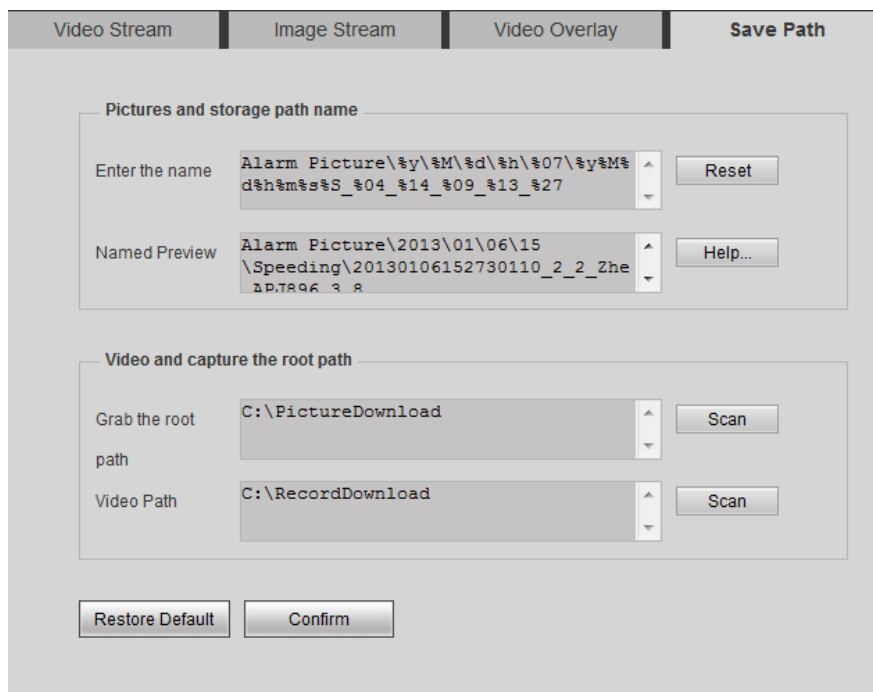 Video Stream Image Stream Video Overlay Save Path
Pictures and storage path name
Enter the name
Alarm Picture\%y\%M\%d\%h\%07\%y%M%
d%h%m%s%S_%04_%14_%09_%13_%27
Reset
Named Preview
Alarm Picture\2013\01\06\15
\Speeding\20130106152730110_2_2_Zhe
APJ896_3_8
Help...
Video and capture the root path
Grab the root
path
C:\PictureDownload
Scan
Video Path
C:\RecordDownload
Scan
Restore Default Confirm